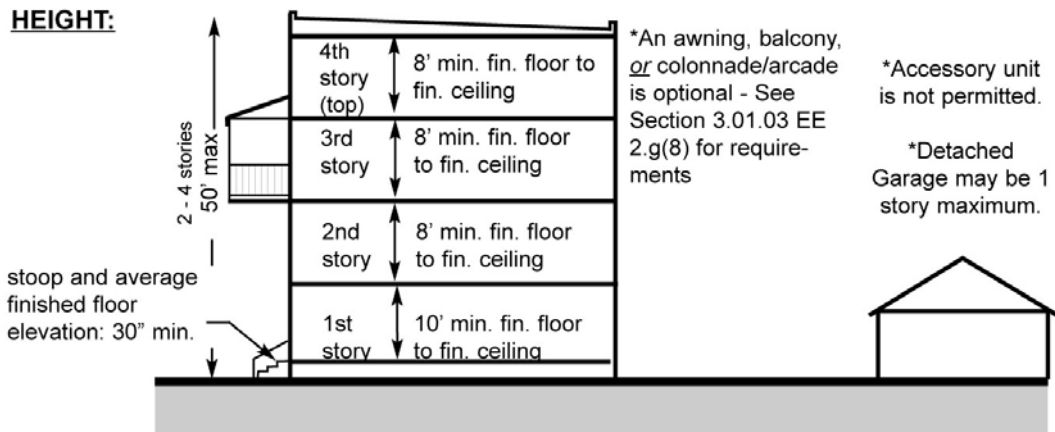 HEIGHT:
4th
story
(top)
8’ min. fin. floor to
fin. ceiling
3rd
story
8’ min. fin. floor
to fin. ceiling
2nd
story
8’ min. fin. floor
to fin. ceiling
1st
story
10’ min. fin. floor
to fin. ceiling
2 - 4 stories
50’ max
stoop and average
finished floor
elevation: 30” min.
*An awning, balcony,
or colonnade/arcade
is optional - See
Section 3.01.03 EE
2.g(8) for require-
ments
*Accessory unit
is not permitted.
*Detached
Garage may be 1
story maximum.